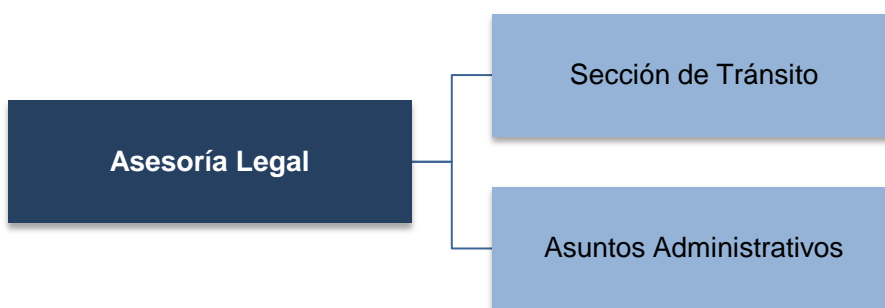 Sección de Tránsito
Asesoría Legal
Asuntos Administrativos